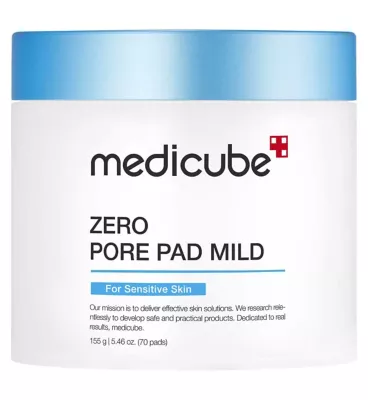 medicube
ZERO
PORE PAD MILD
For Sensitive Skin
Our mission is to deliver effective skin solutions. We research rele-
ntlessly to develop safe and practical products. Dedicated to real
results, medicube.
155 g | 5.46 oz. (70 pads)